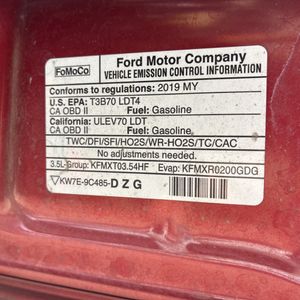 FoMoCo
Ford Motor Company
VEHICLE EMISSION CONTROL INFORMATION
Conforms to regulations: 2019 MY
U.S. EPA: T3B70 LDT4
CA OBD II Fuel: Gasoline
California: ULEV70 LDT
CA OBD II Fuel: Gasoline
TWC/DFI/SFI/HO2S/WR-HO2S/TC/CAC
No adjustments needed.
3.5L-Group: KFMXT03.54HF Evap: KFMXR0200GDG
KW7E-9C485-D Z G